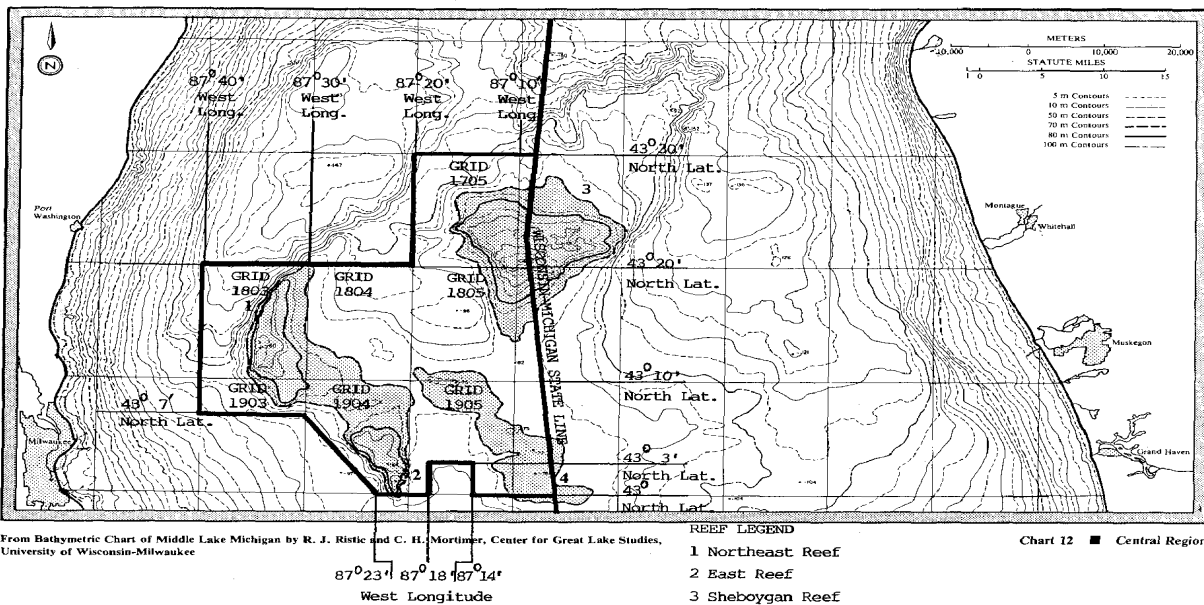 N
87° 40'
West
Long.
87° 30'
West
Long.
87° 20'
West
Long.
87° 10'
West
Long.
METERS
10,000 0 10,000 20,000
STATUTE MILES
1 0 5 10 15
5 m Contours
10 m Contours
50 m Contours
70 m Contours
80 m Contours
100 m Contours
43° 30'
North Lat.
GRID
1705
3
Port
Washington
Montague
Whitehall
WISCONSIN-MICHIGAN STATE LINE
43° 20'
North Lat.
GRID
1803
1
GRID
1804
GRID
1805
Muskegon
43° 10'
North Lat.
GRID
1903
GRID
1904
GRID
1905
43° 7'
North Lat.
Milwaukee
43° 3'
North Lat.
Grand Haven
2
4
43°
North Lat.
From Bathymetric Chart of Middle Lake Michigan by R. J. Ristic and C. H. Mortimer, Center for Great Lake Studies,
University of Wisconsin-Milwaukee
Chart 12 ■ Central Region
87° 23' 87° 18' 87° 14'
West Longitude
REEF LEGEND
1 Northeast Reef
2 East Reef
3 Sheboygan Reef